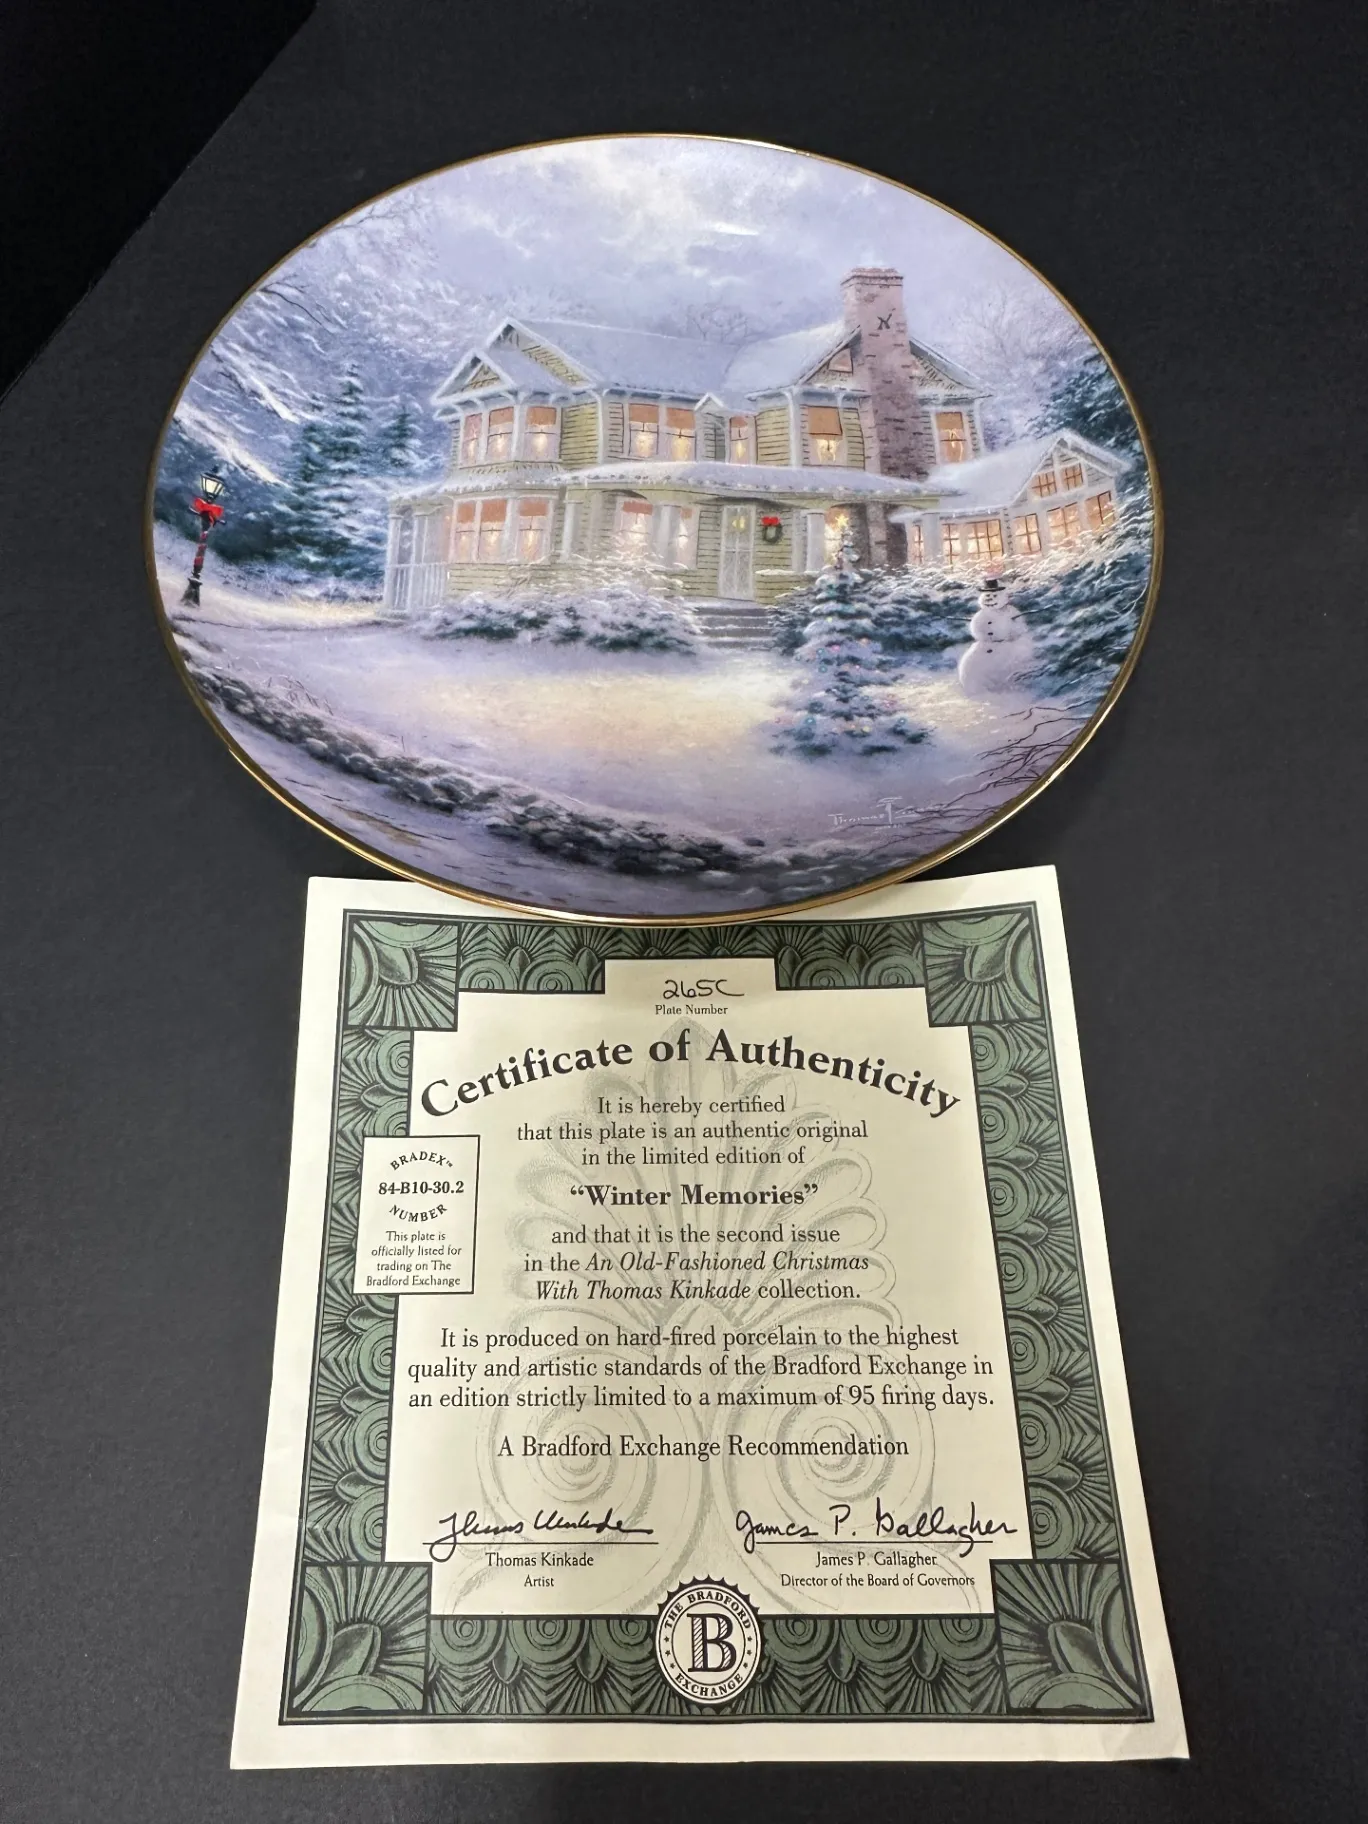 N
Thomas
265C
Plate Number
Certificate of Authenticity
It is hereby certified
that this plate is an authentic original
in the limited edition of
“Winter Memories”
and that it is the second issue
in the An Old-Fashioned Christmas
With Thomas Kinkade collection.
BRADEX™
84-B10-30.2
NUMBER
This plate is
officially listed for
trading on The
Bradford Exchange
It is produced on hard-fired porcelain to the highest
quality and artistic standards of the Bradford Exchange in
an edition strictly limited to a maximum of 95 firing days.
A Bradford Exchange Recommendation
Thomas Kinkade
James P. Gallagher
Thomas Kinkade
Artist
James P. Gallagher
Director of the Board of Governors
THE BRADFORD
B
EXCHANGE